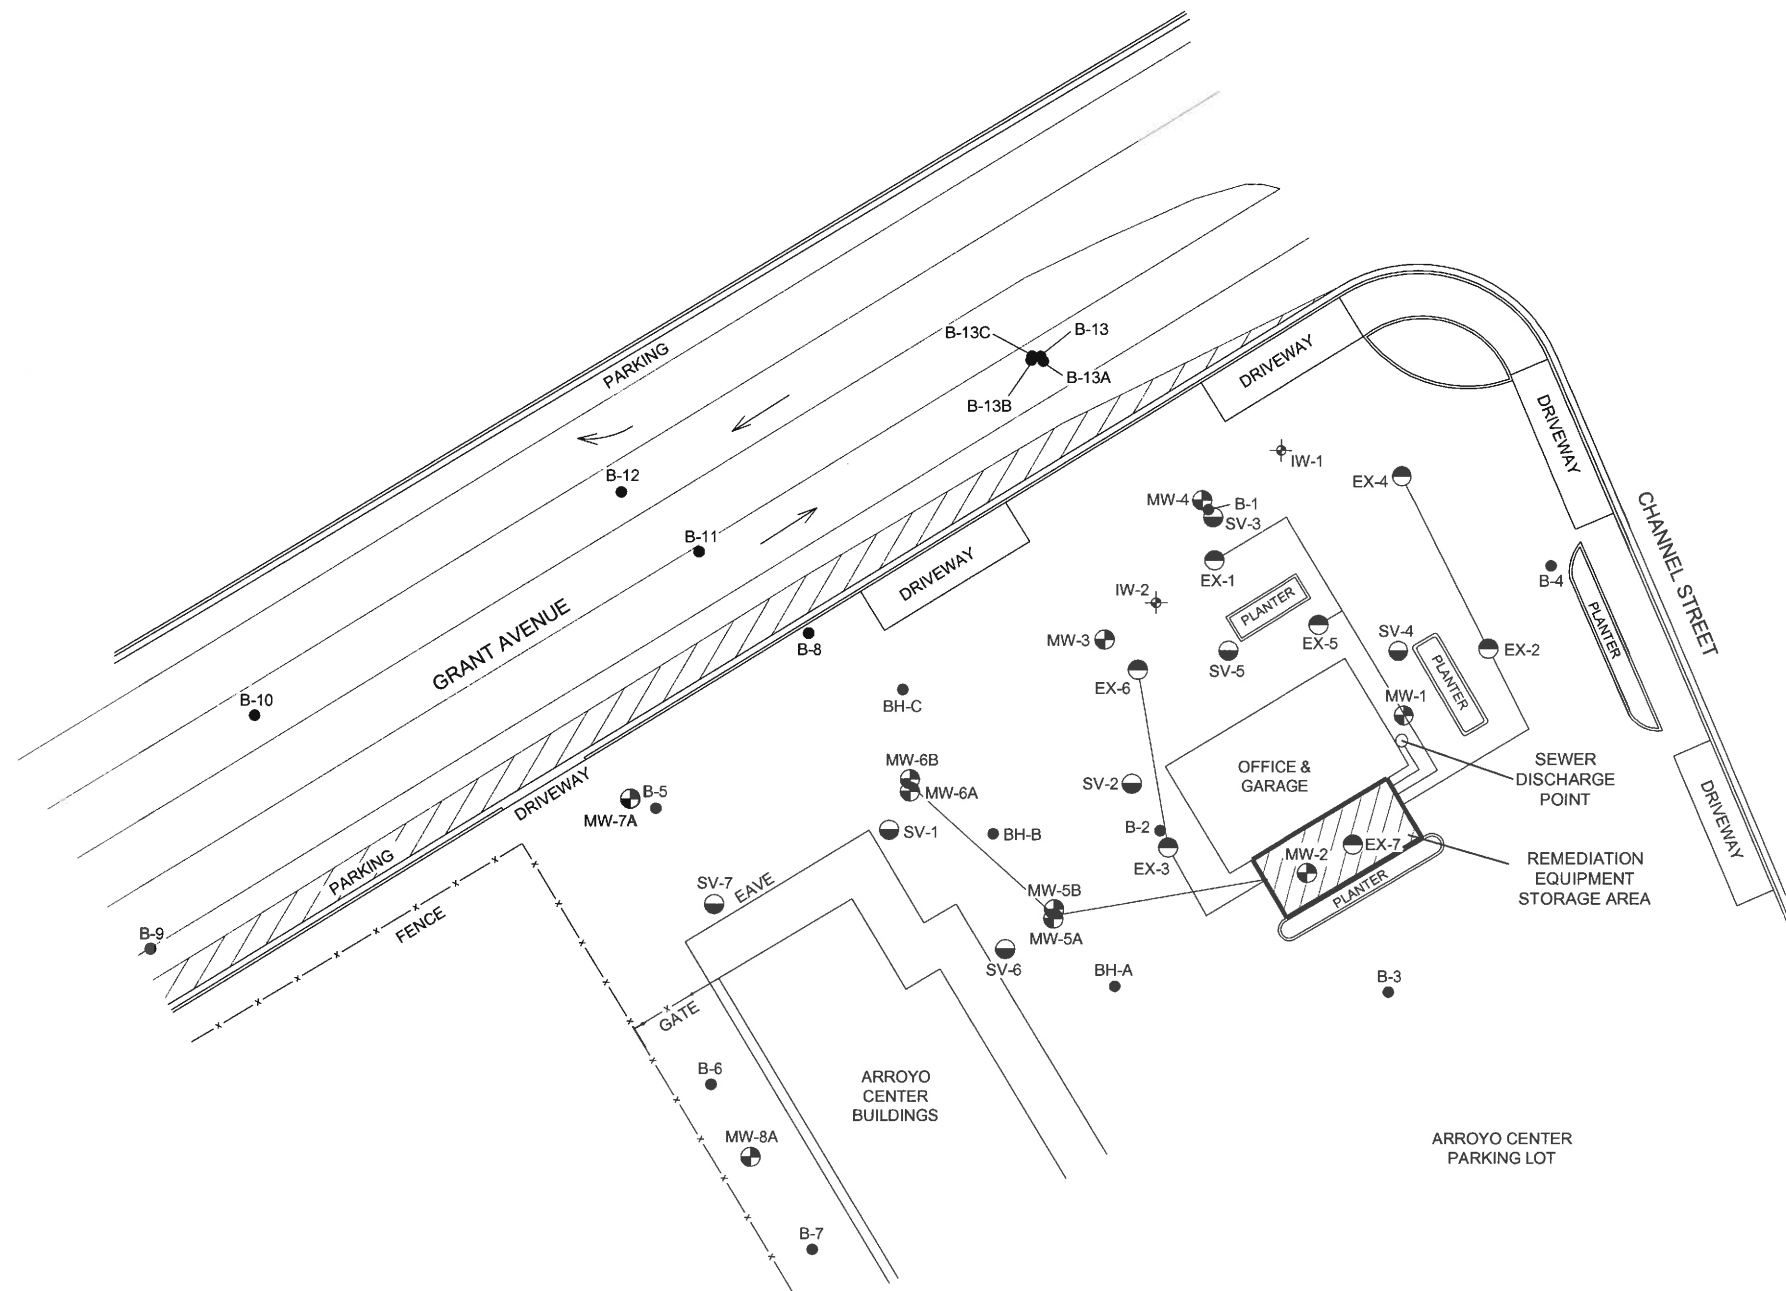 B-13C
B-13
B-13A
B-13B
PARKING
DRIVEWAY
DRIVEWAY
IW-1
B-12
EX-4
MW-4
B-1
SV-3
CHANNEL STREET
B-11
DRIVEWAY
EX-1
B-4
IW-2
PLANTER
PLANTER
GRANT AVENUE
MW-3
B-8
SV-5
EX-5
SV-4
EX-2
EX-6
PLANTER
B-10
BH-C
MW-1
MW-6B
MW-6A
OFFICE &
GARAGE
SEWER
DISCHARGE
POINT
DRIVEWAY
B-5
MW-7A
SV-2
SV-1
BH-B
B-2
EX-3
EX-7
MW-2
DRIVEWAY
PARKING
SV-7
EAVE
MW-5B
MW-5A
PLANTER
REMEDIATION
EQUIPMENT
STORAGE AREA
B-9
FENCE
SV-6
BH-A
B-3
GATE
B-6
ARROYO
CENTER
BUILDINGS
MW-8A
ARROYO CENTER
PARKING LOT
B-7